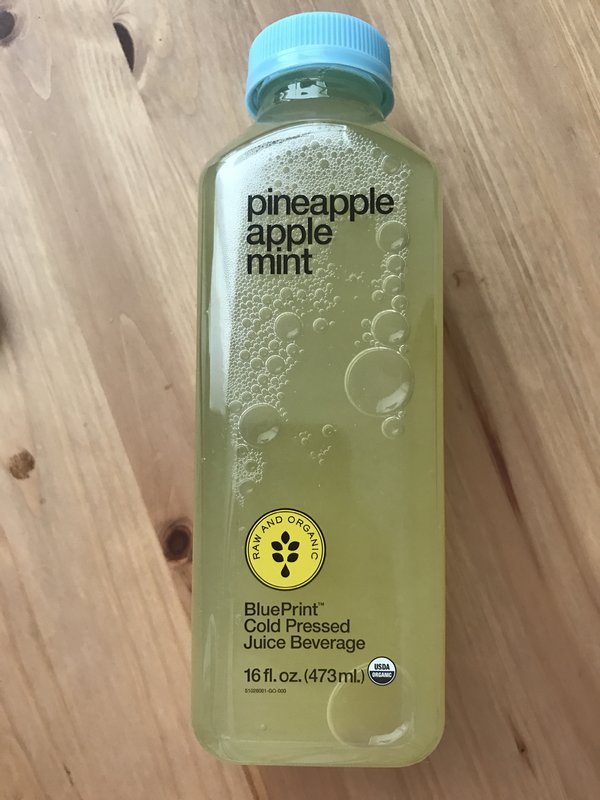 pineapple
apple
mint
RAW AND ORGANIC
BluePrint™
Cold Pressed
Juice Beverage
16 fl. oz. (473 ml.)
USDA
ORGANIC